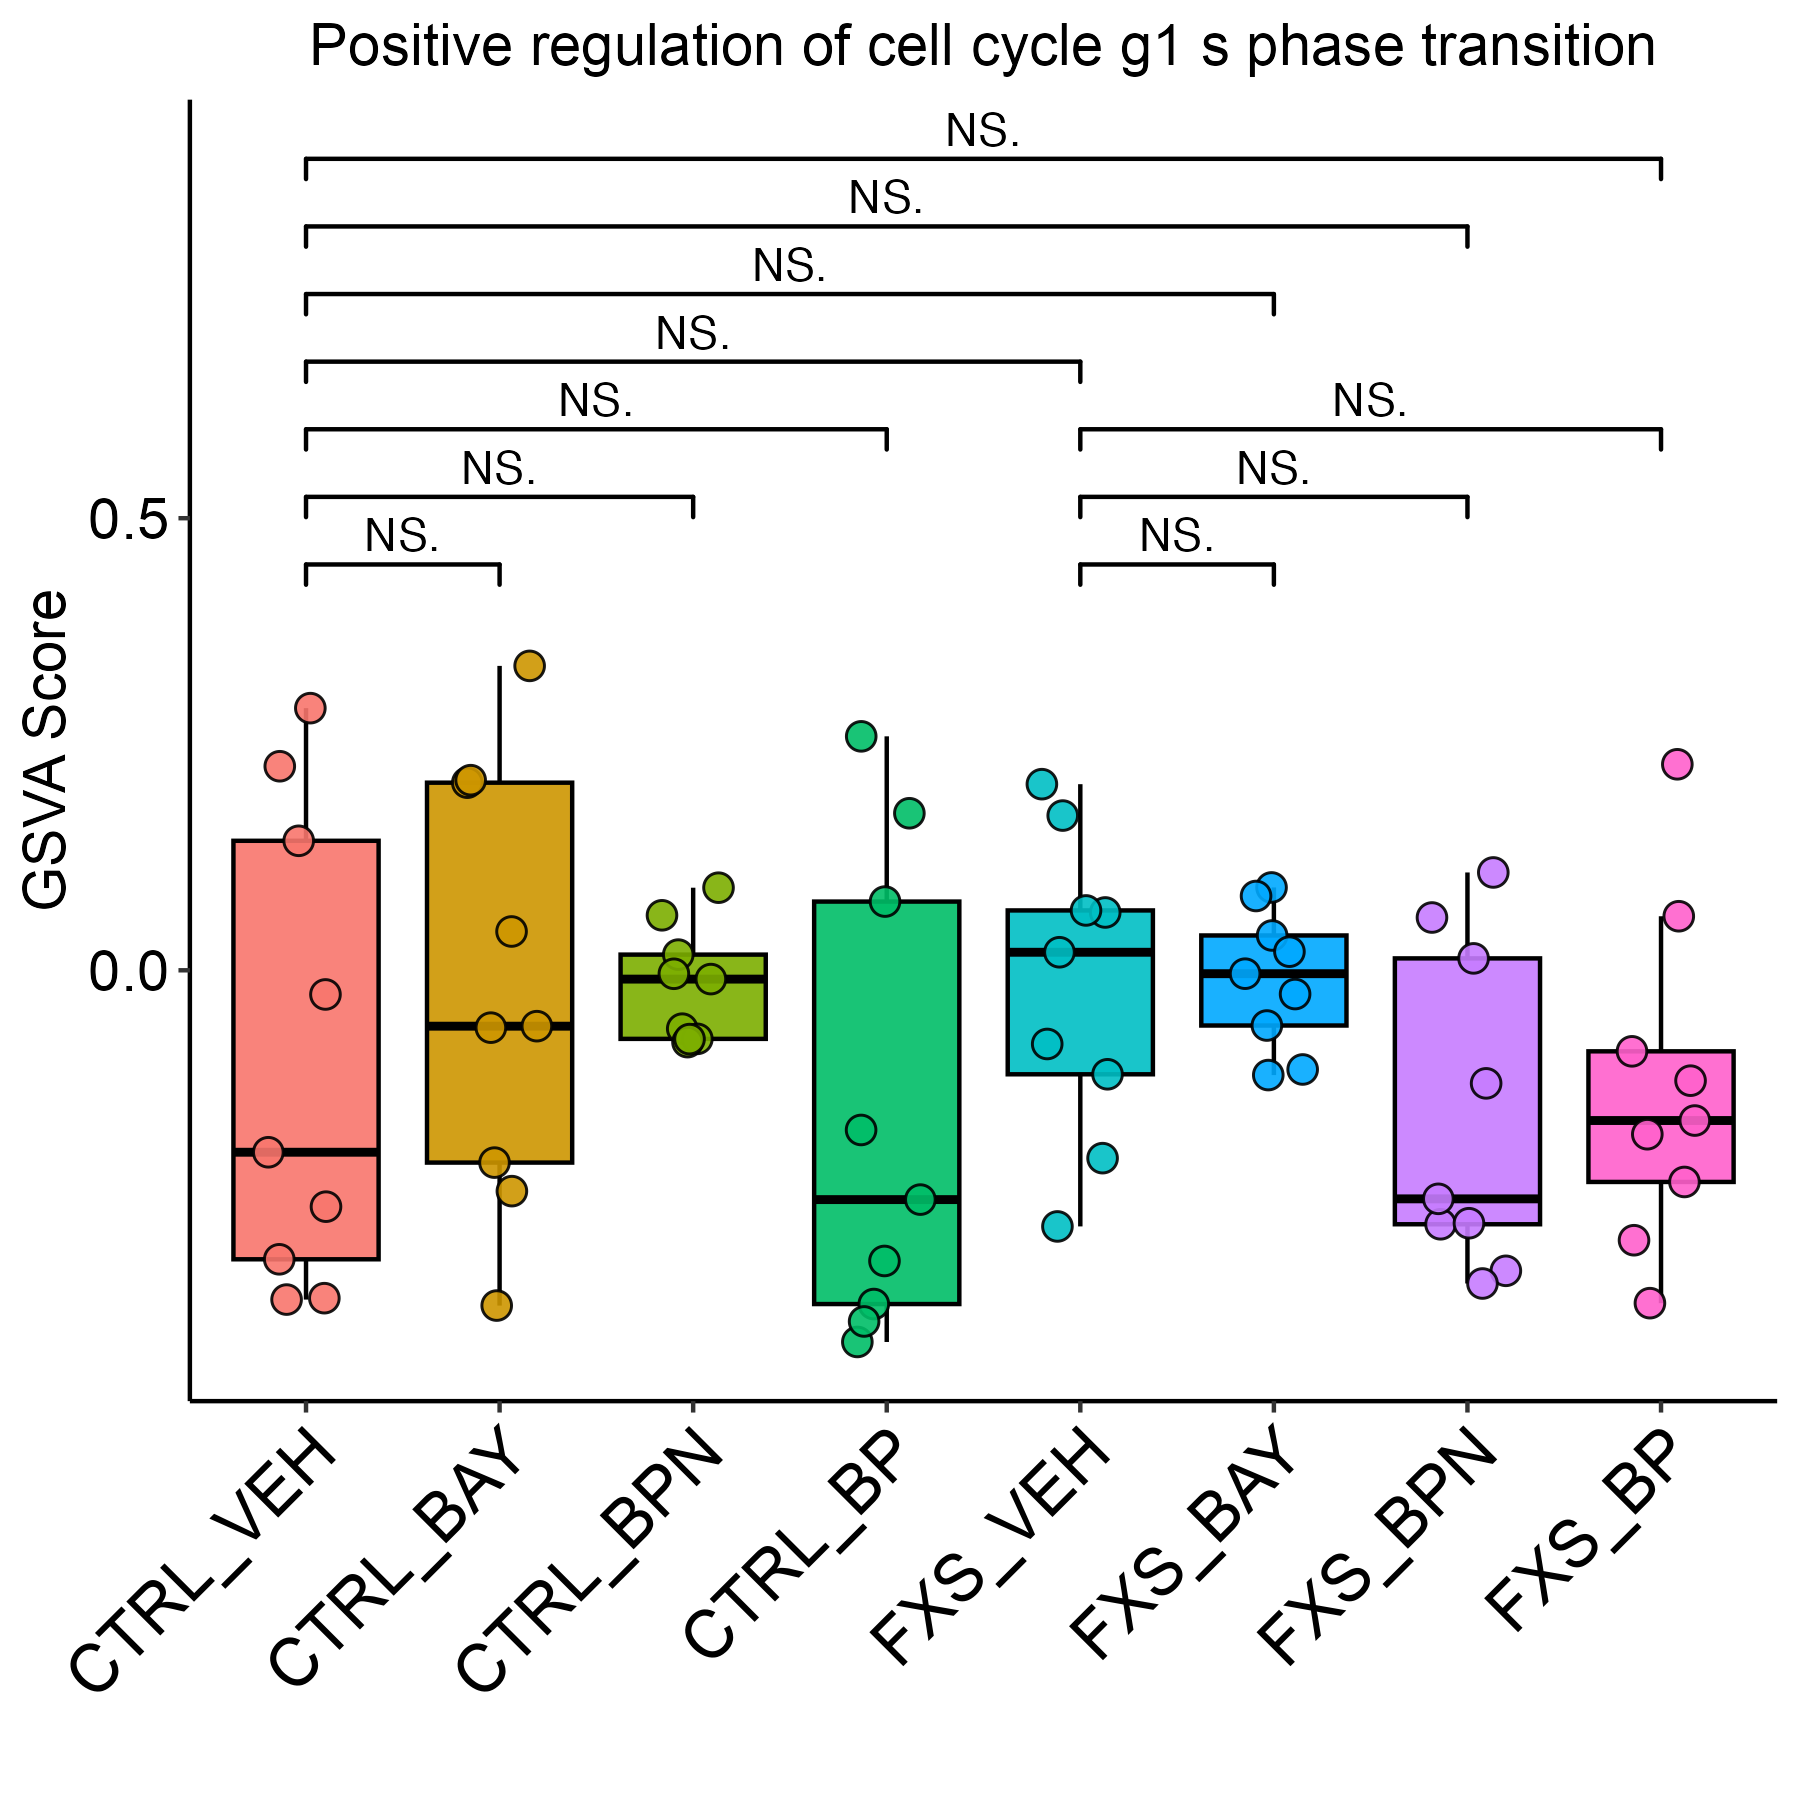 Positive regulation of cell cycle g1 s phase transition
NS.
NS.
NS.
NS.
NS. NS.
NS. NS.
NS. NS.
0.5
0.0
GSVA Score
CTRL_VEH
CTRL_BAY
CTRL_BPN
CTRL_BP
FXS_VEH
FXS_BAY
FXS_BPN
FXS_BP